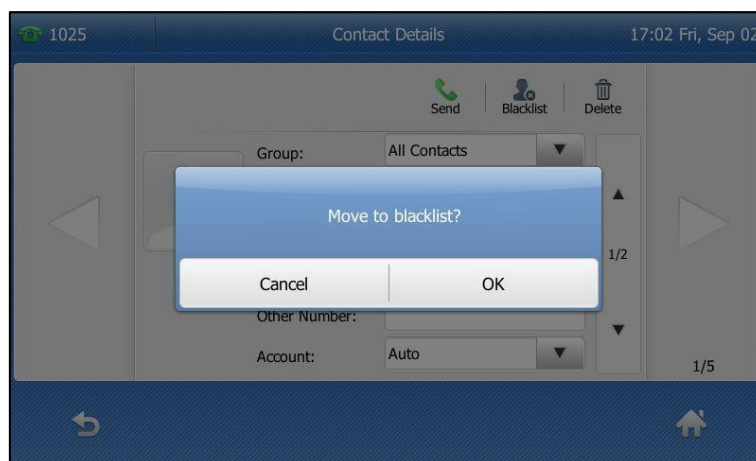 1025 Contact Details 17:02 Fri, Sep 02
Send Blacklist Delete
Group: All Contacts
Move to blacklist?
1/2
Cancel OK
Other Number:
Account: Auto
1/5